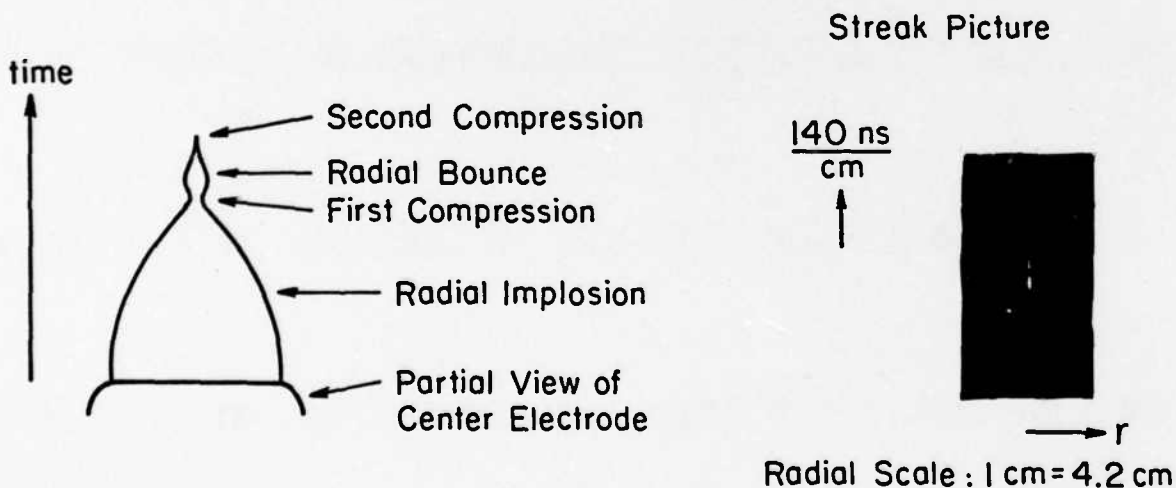 Streak Picture
time
Second Compression
Radial Bounce
First Compression
Radial Implosion
Partial View of
Center Electrode
140 ns
cm
r
Radial Scale : 1 cm = 4.2 cm